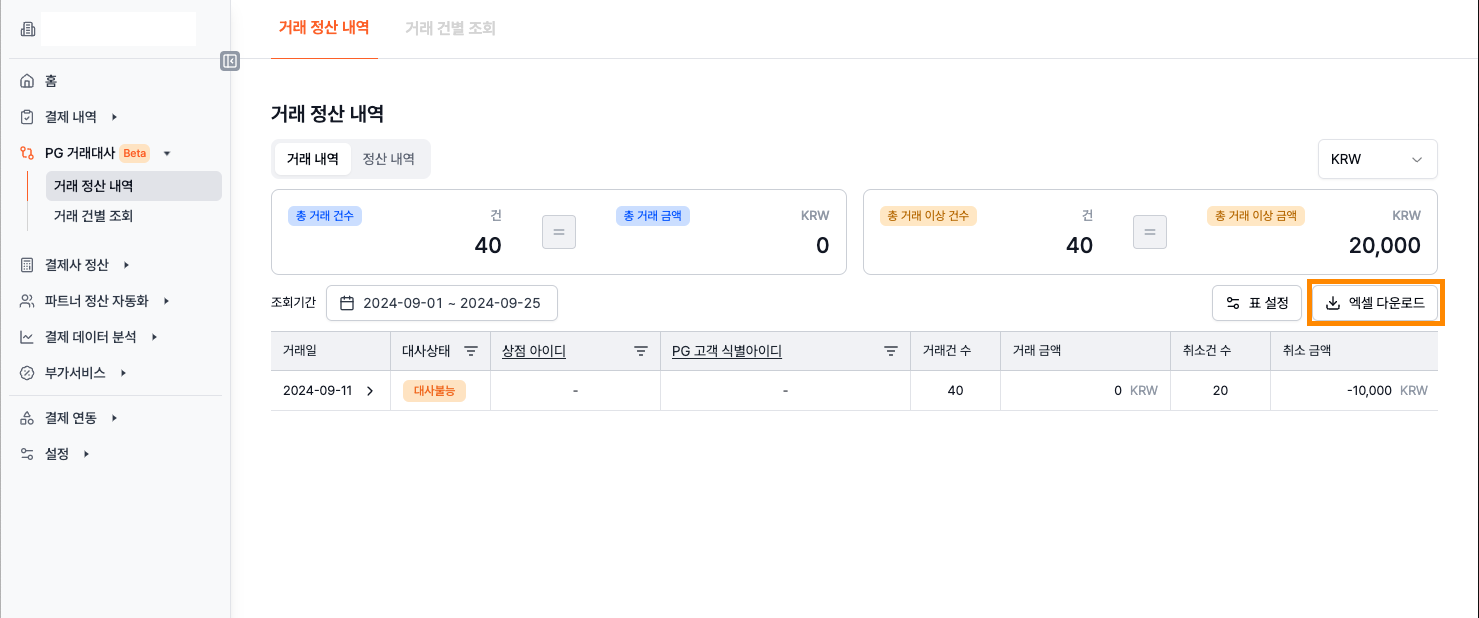 거래 정산 내역
거래 건별 조회
홈
결제 내역
PG 거래대사 Beta
거래 정산 내역
거래 건별 조회
결제사 정산
파트너 정산 자동화
결제 데이터 분석
부가서비스
결제 연동
설정
거래 정산 내역
거래 내역 정산 내역
KRW
총 거래 건수 건
40
=
총 거래 금액 KRW
0
총 거래 이상 건수 건
40
=
총 거래 이상 금액 KRW
20,000
조회기간 2024-09-01 ~ 2024-09-25
표 설정
엑셀 다운로드
거래일 대사상태 상점 아이디 PG 고객 식별아이디 거래건 수 거래 금액 취소건 수 취소 금액
2024-09-11 대사불능 - - 40 0 KRW 20 -10,000 KRW